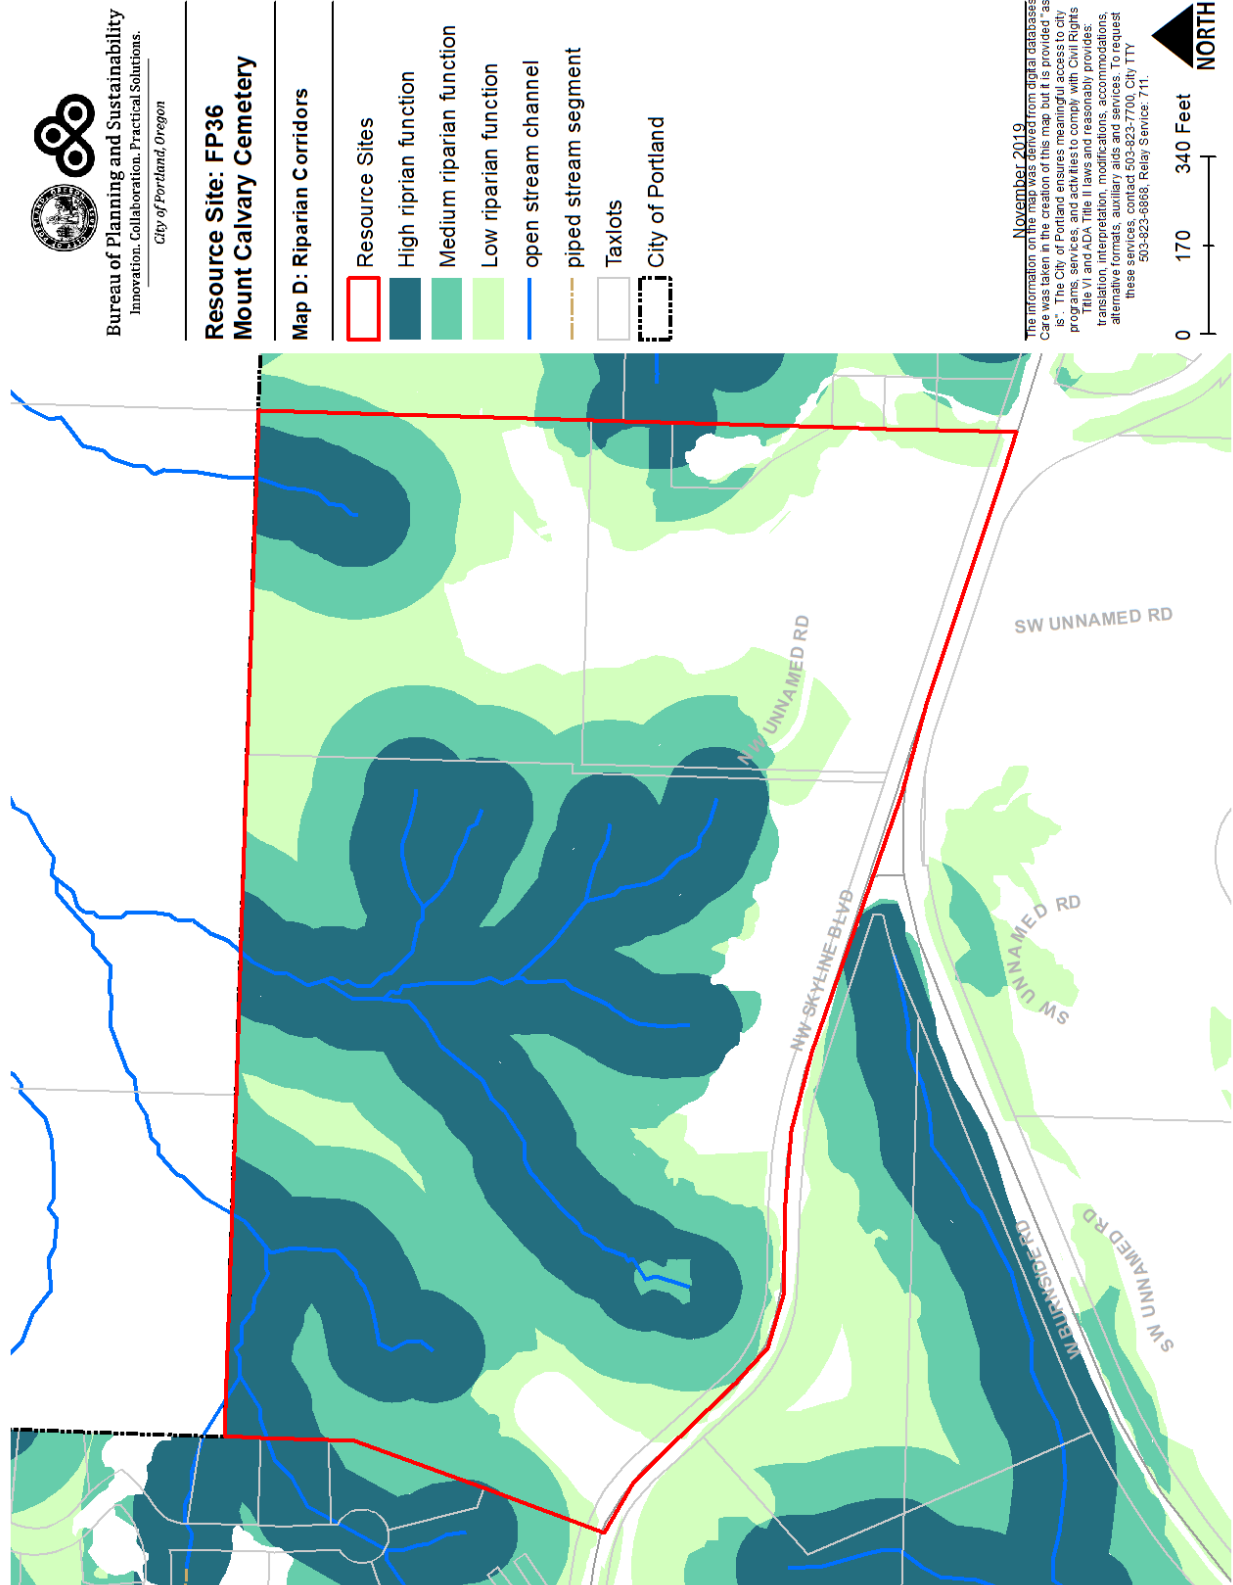 Bureau of Planning and Sustainability
Innovation. Collaboration. Practical Solutions.
City of Portland, Oregon
Resource Site: FP36
Mount Calvary Cemetery
Map D: Riparian Corridors
Resource Sites
High riprian function
Medium riparian function
Low riparian function
open stream channel
piped stream segment
Taxlots
City of Portland
November 2019
The information on the map was derived from digital databases
Care was taken in the creation of this map but it is provided "as
is". The City of Portland ensures meaningful access to city
programs, services, and activities to comply with Civil Rights
Title VI and ADA Title II laws and reasonably provides:
translation, interpretation, modifications, accommodations,
alternative formats, auxiliary aids and services. To request
these services, contact 503-823-7700, City TTY
503-823-6868, Relay Service: 711.
0 170 340 Feet
NORTH
NW UNNAMED RD
SW UNNAMED RD
NW SKYLINE BLVD
SW UNNAMED RD
W BURNSIDE RD
SW UNNAMED RD